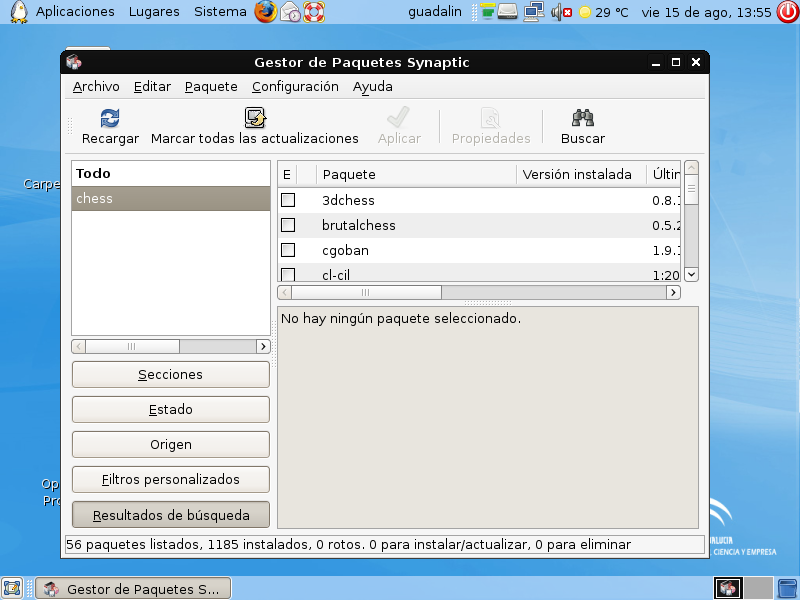 Aplicaciones Lugares Sistema guadalin 29 °C vie 15 de ago, 13:55
Gestor de Paquetes Synaptic
Archivo Editar Paquete Configuración Ayuda
Recargar Marcar todas las actualizaciones Aplicar Propiedades Buscar
Todo
chess
E Paquete Versión instalada Últin
3dchess 0.8.1
brutalchess 0.5.2
cgoban 1.9.1
cl-cil 1:20
No hay ningún paquete seleccionado.
Secciones
Estado
Origen
Filtros personalizados
Resultados de búsqueda
56 paquetes listados, 1185 instalados, 0 rotos. 0 para instalar/actualizar, 0 para eliminar
Carpe
Op
Pro
CIENCIA Y EMPRESA
Gestor de Paquetes S...